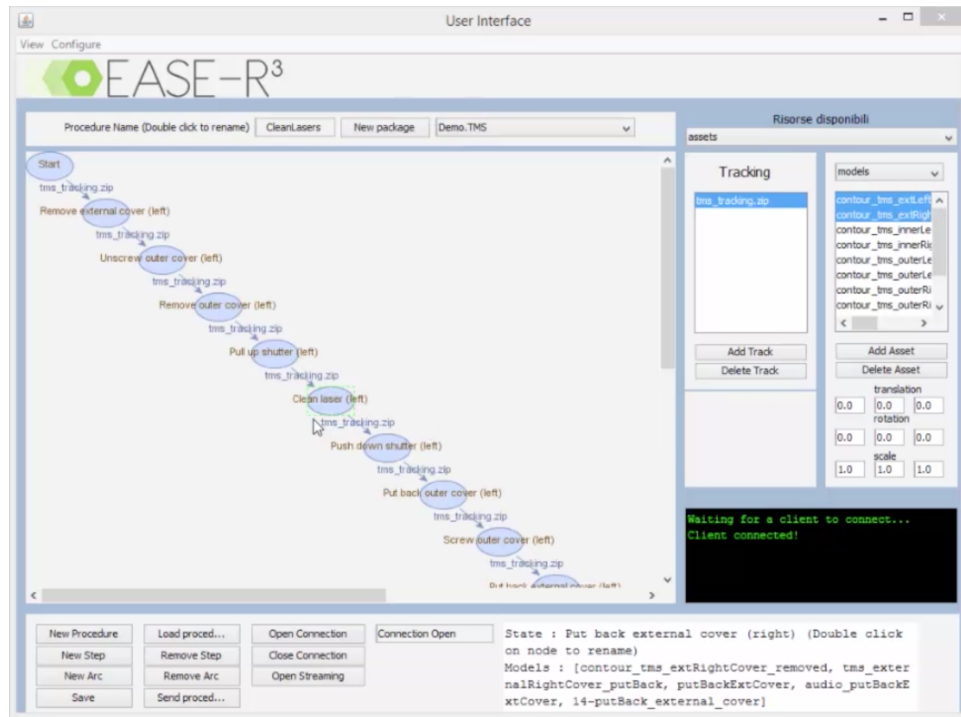 User Interface
View Configure
EASE-R³
Procedure Name (Double click to rename) CleanLasers New package Demo.TMS
Risorse disponibili
assets
Start
tms_tracking.zip
Remove external cover (left)
tms_tracking.zip
Unscrew outer cover (left)
tms_tracking.zip
Remove outer cover (left)
tms_tracking.zip
Pull up shutter (left)
tms_tracking.zip
Clean laser (left)
tms_tracking.zip
Push down shutter (left)
tms_tracking.zip
Put back outer cover (left)
tms_tracking.zip
Screw outer cover (left)
tms_tracking.zip
Put back external cover (left)
Tracking
tms_tracking.zip
Add Track
Delete Track
models
contour_tms_extLeft
contour_tms_extRigh
contour_tms_innerLe
contour_tms_innerRi
contour_tms_outerLe
contour_tms_outerLe
contour_tms_outerRi
contour_tms_outerRi
Add Asset
Delete Asset
translation
0.0 0.0 0.0
rotation
0.0 0.0 0.0
scale
1.0 1.0 1.0
Waiting for a client to connect...
Client connected!
New Procedure Load proced... Open Connection Connection Open
New Step Remove Step Close Connection
New Arc Remove Arc Open Streaming
Save Send proced...
State : Put back external cover (right) (Double click
on node to rename)
Models : [contour_tms_extRightCover_removed, tms_exter
nalRightCover_putBack, putBackExtCover, audio_putBackE
xtCover, 14-putBack_external_cover]